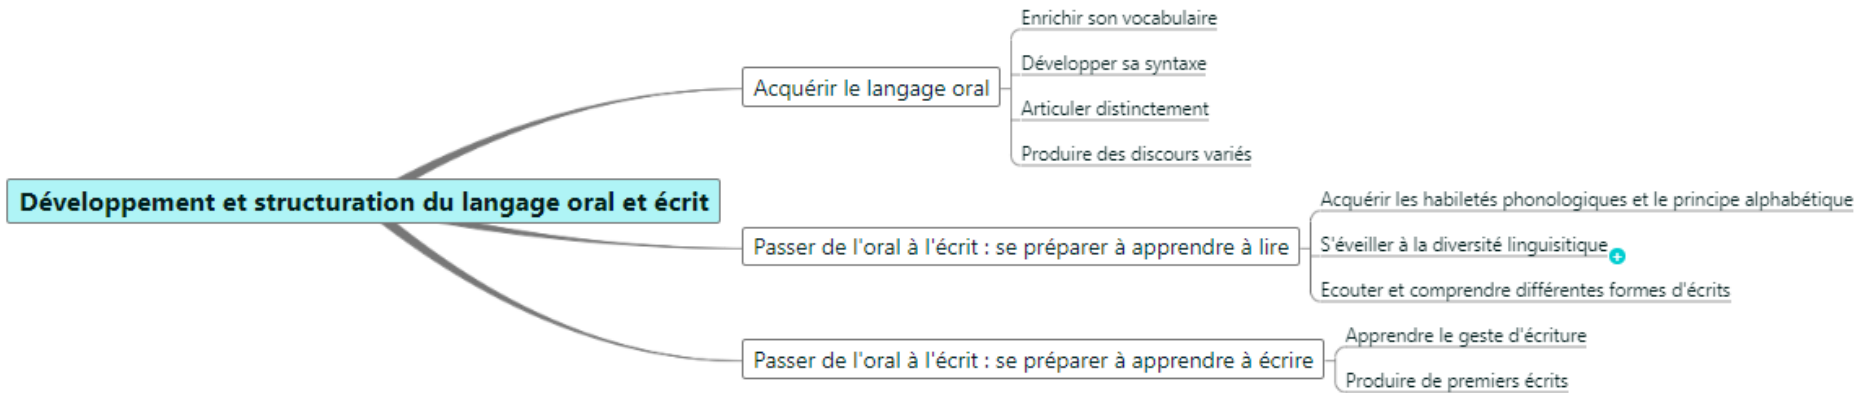 Développement et structuration du langage oral et écrit
Acquérir le langage oral
Enrichir son vocabulaire
Développer sa syntaxe
Articuler distinctement
Produire des discours variés
Passer de l'oral à l'écrit : se préparer à apprendre à lire
Acquérir les habiletés phonologiques et le principe alphabétique
S'éveiller à la diversité linguisitique
Ecouter et comprendre différentes formes d'écrits
Passer de l'oral à l'écrit : se préparer à apprendre à écrire
Apprendre le geste d'écriture
Produire de premiers écrits